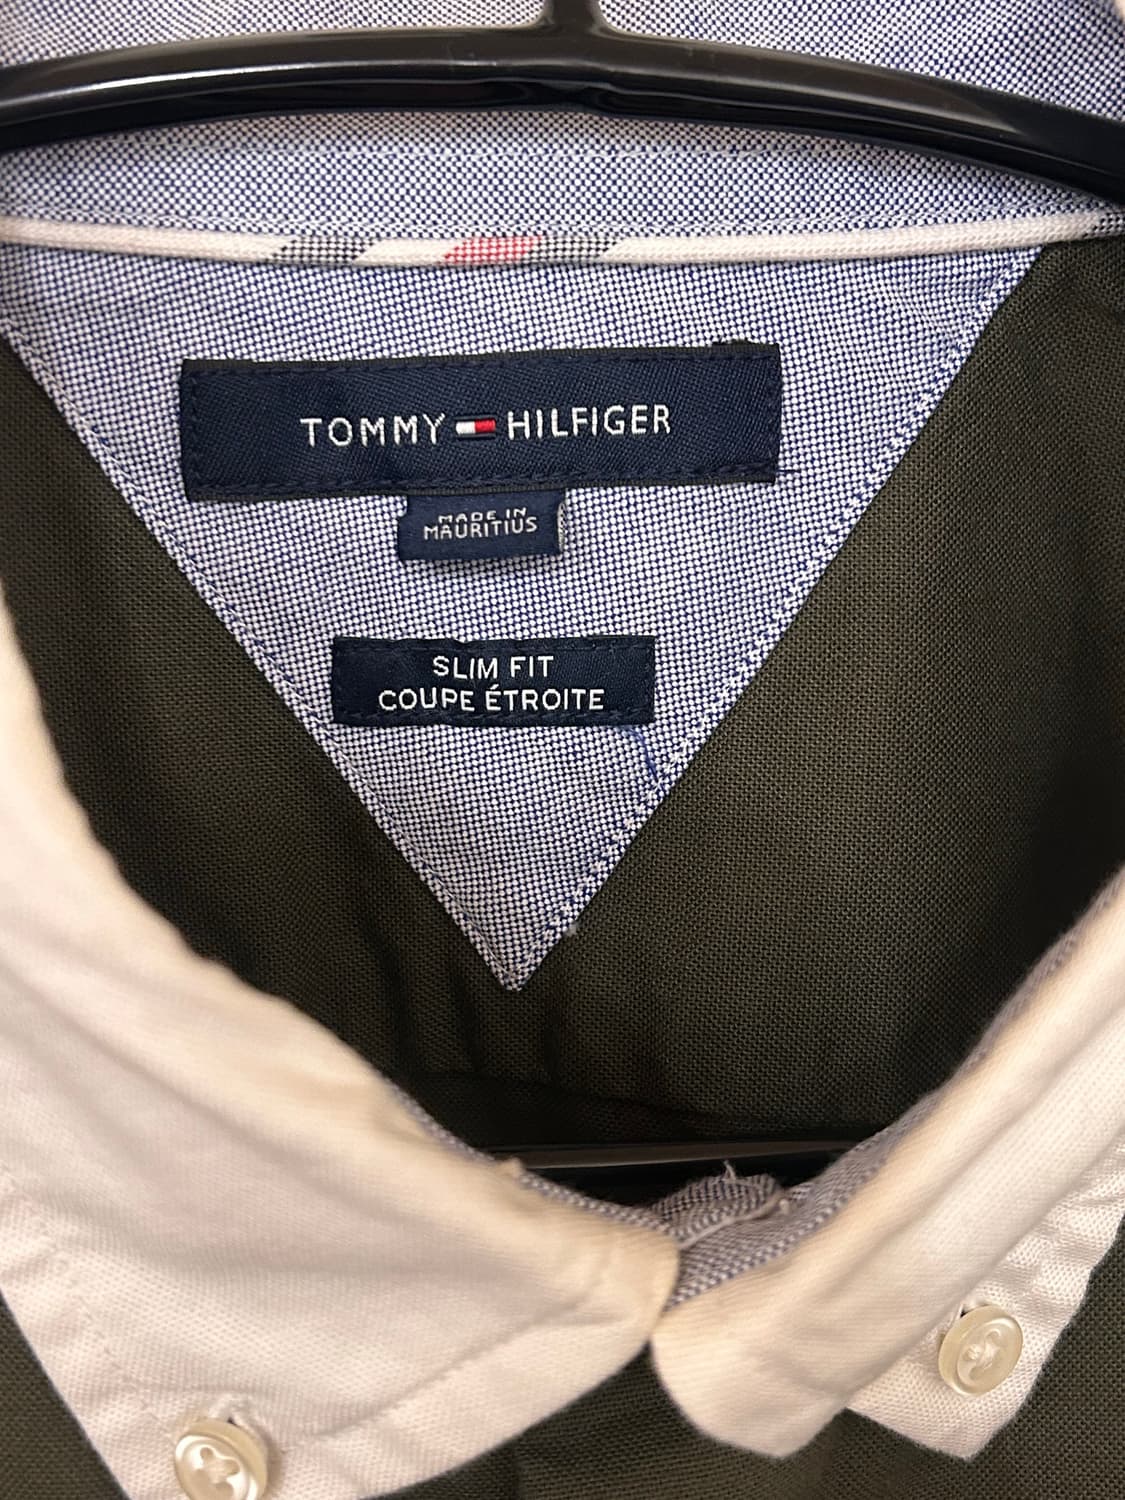 TOMMY HILFIGER
MADE IN
MAURITIUS
SLIM FIT
COUPE ÉTROITE